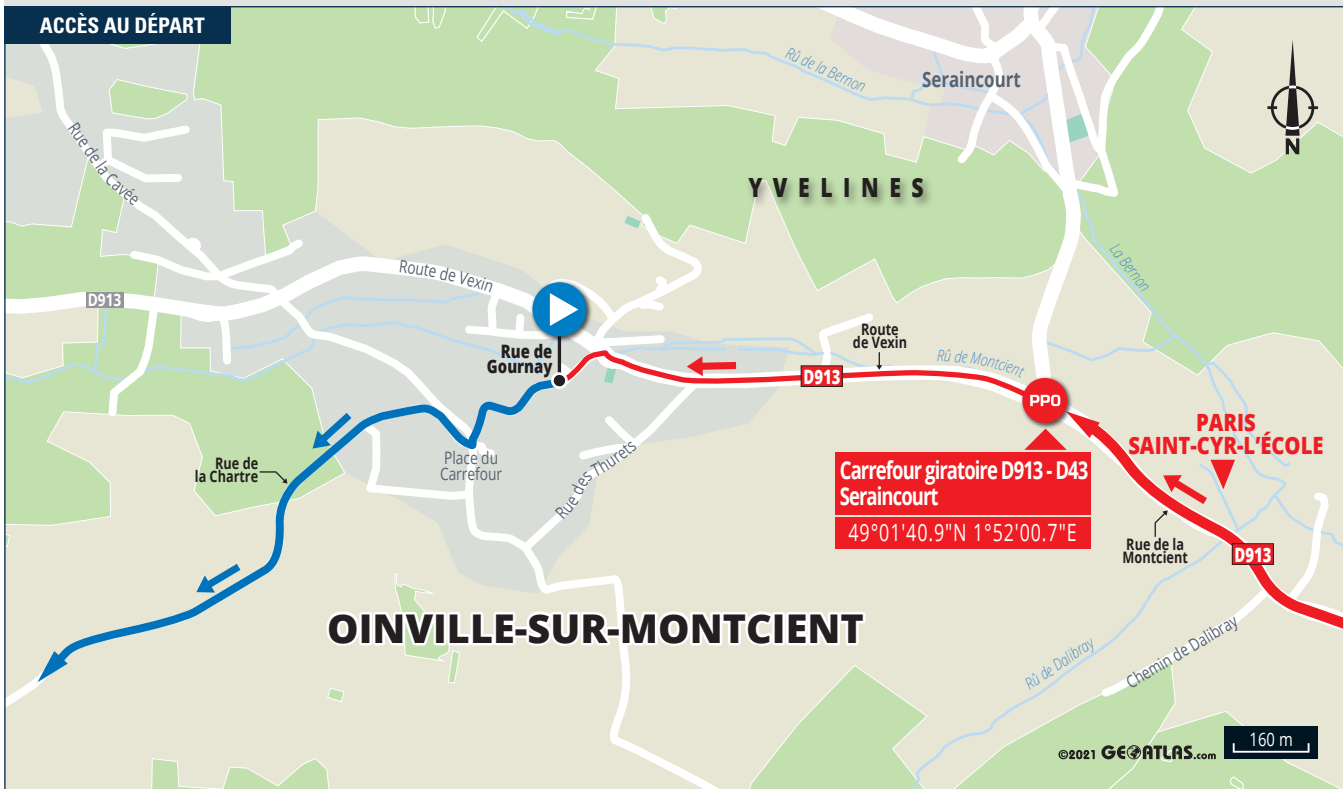 ACCÈS AU DÉPART
Rû de la Bernon
Seraincourt
N
Rue de la Cavée
YVELINES
La Bernon
Route de Vexin
D913
Rue de
Gournay
Route
de Vexin
Rû de Montcient
D913
PPO
PARIS
SAINT-CYR-L'ÉCOLE
Place du
Carrefour
Rue de
la Chartre
Rue des Thurets
Carrefour giratoire D913 - D43
Seraincourt
49°01'40.9"N 1°52'00.7"E
Rue de la
Montcient
D913
OINVILLE-SUR-MONTCIENT
Rû de Dalibray
Chemin de Dalibray
©2021 GEOATLAS.com
160 m